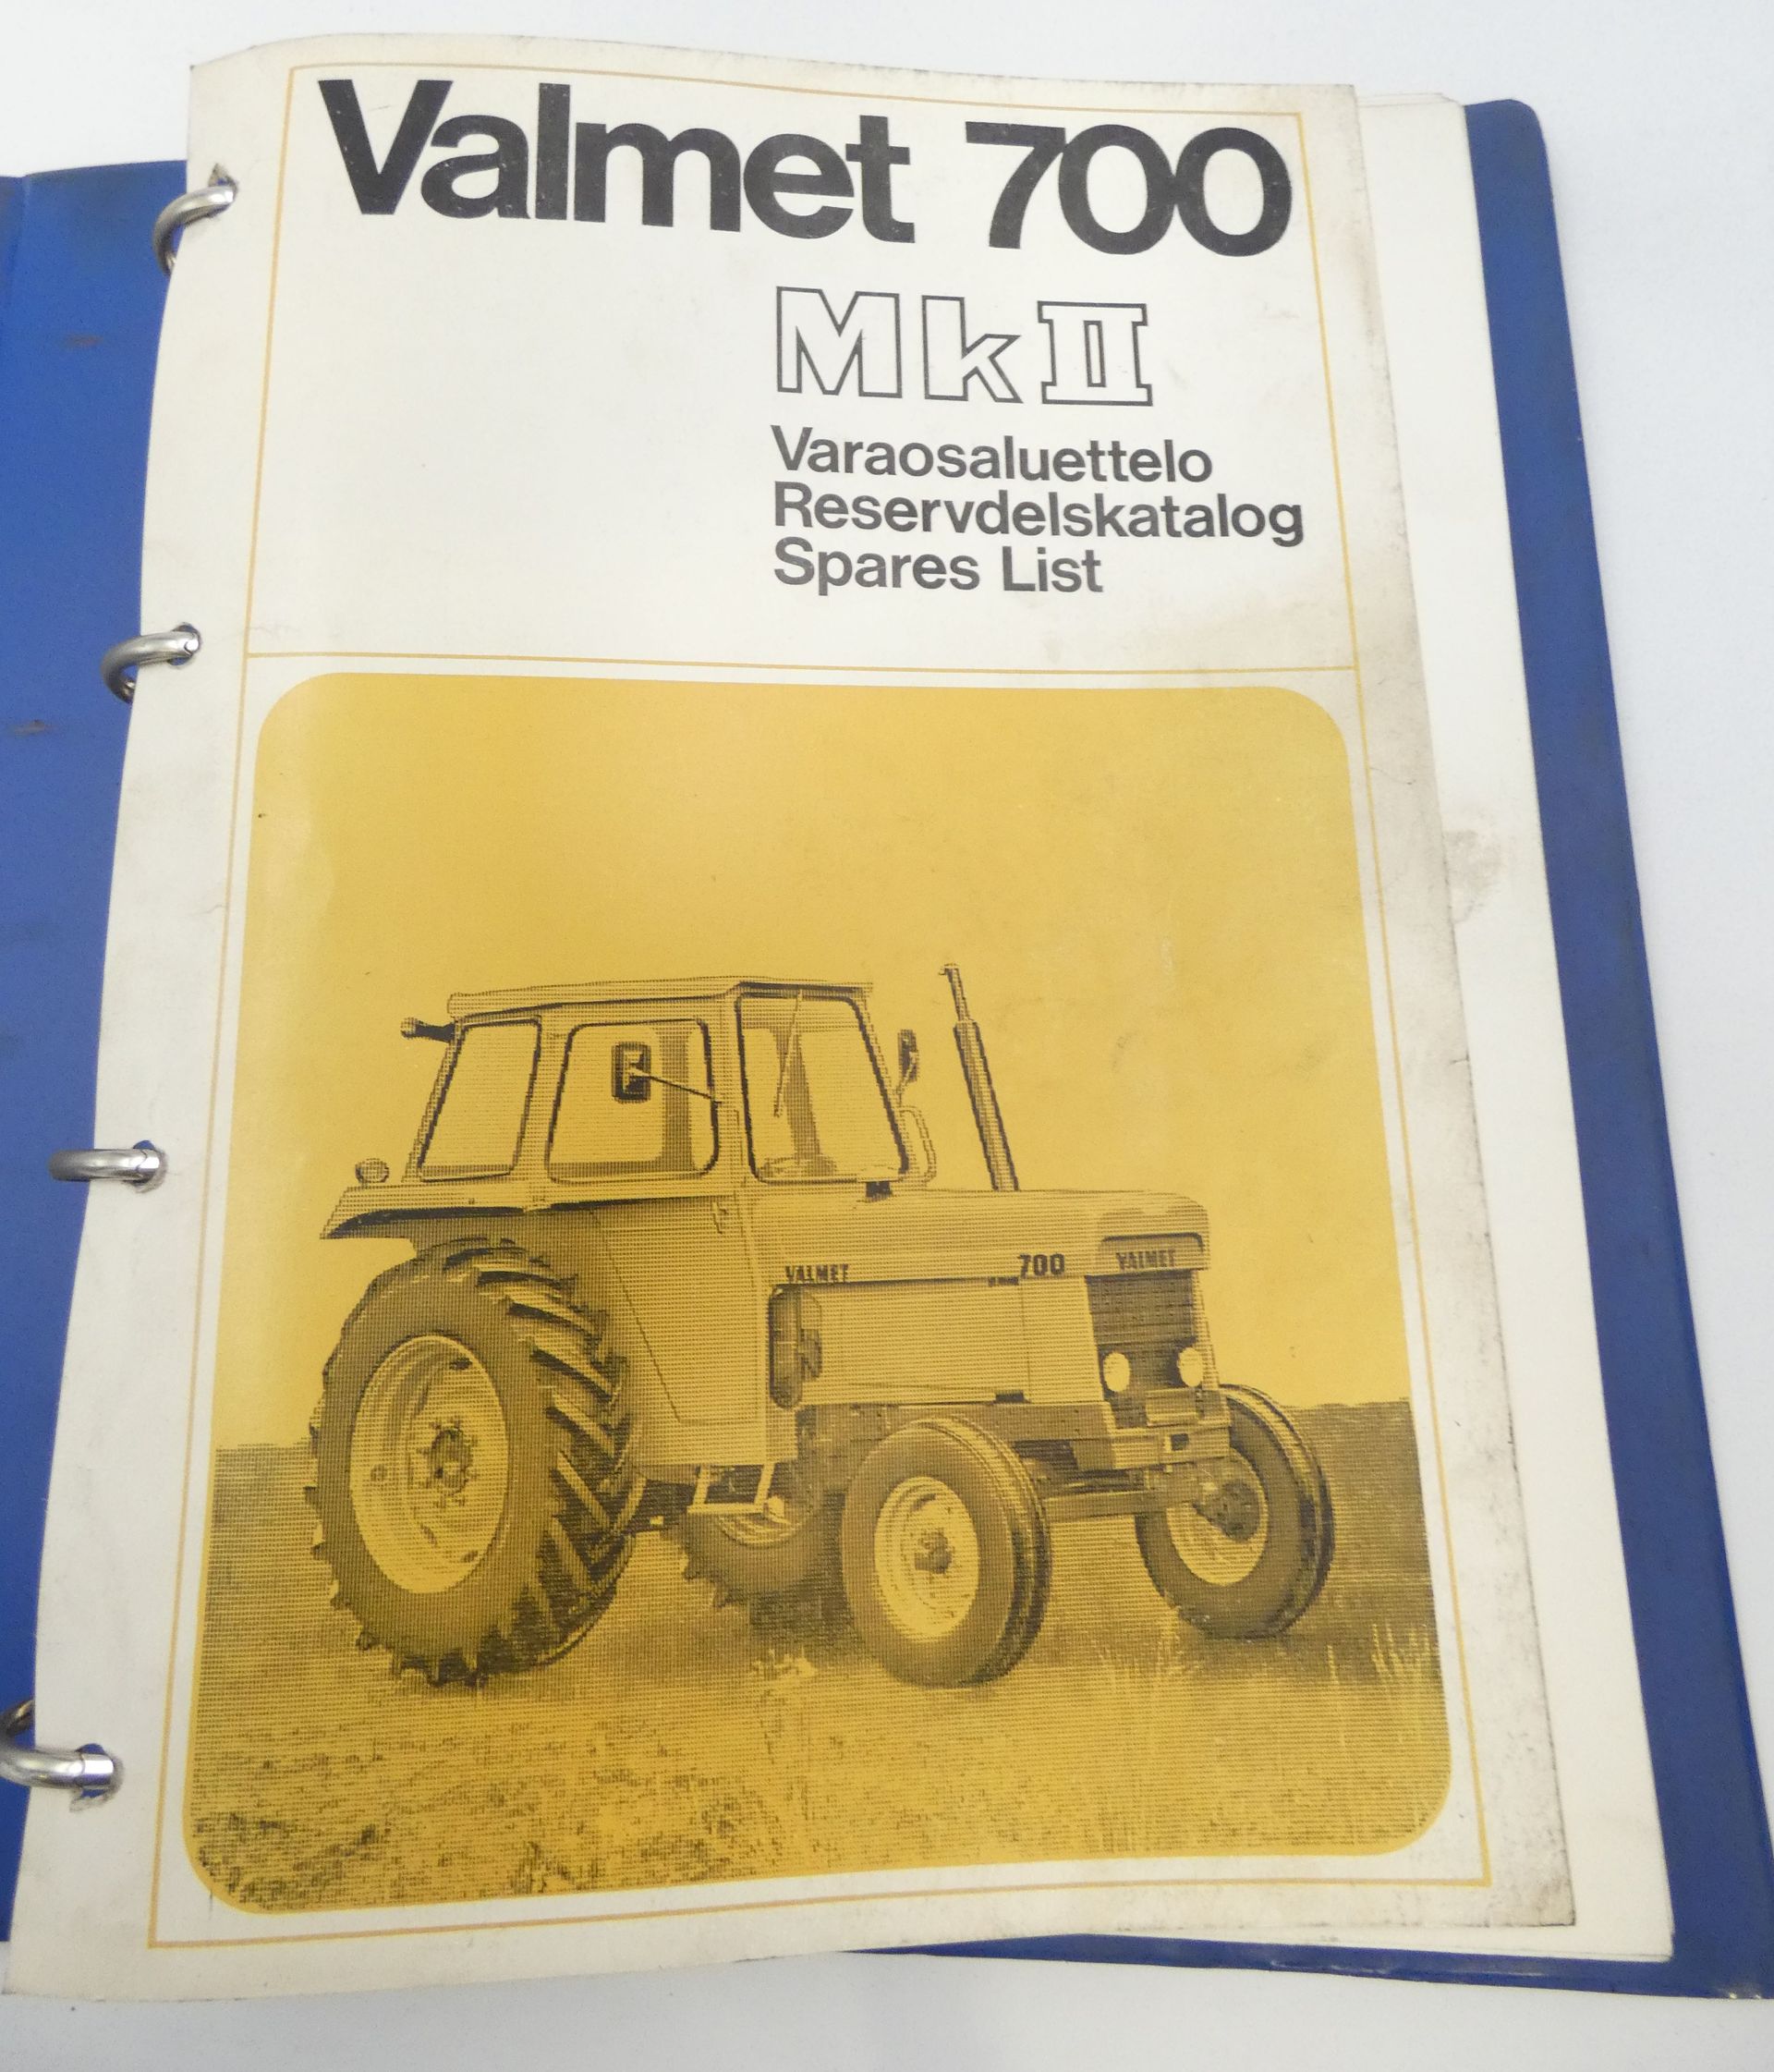 Valmet 700
Mk II
Varaosaluettelo
Reservdelskatalog
Spares List
VALMET
700
VALMET